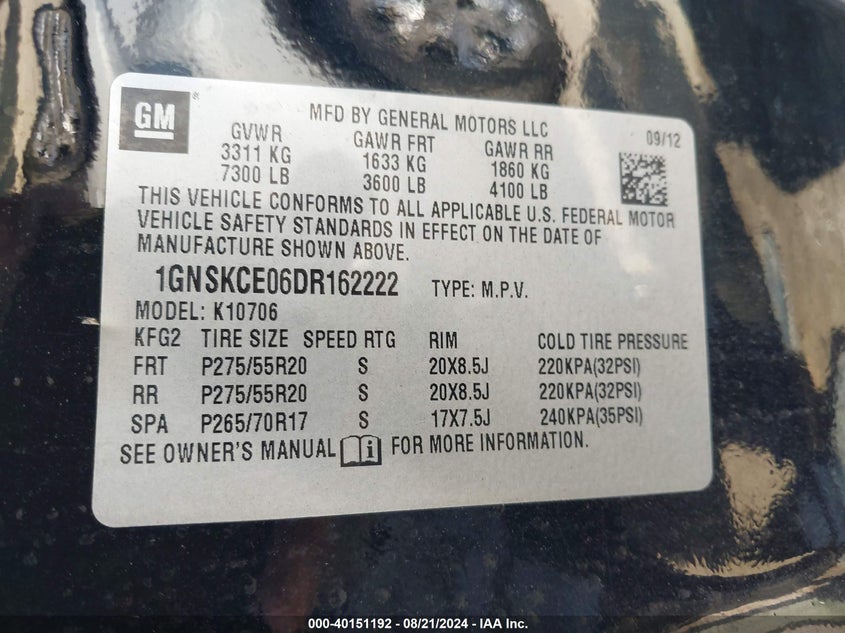 GM
MFD BY GENERAL MOTORS LLC
09/12
GVWR GAWR FRT GAWR RR
3311 KG 1633 KG 1860 KG
7300 LB 3600 LB 4100 LB
THIS VEHICLE CONFORMS TO ALL APPLICABLE U.S. FEDERAL MOTOR
VEHICLE SAFETY STANDARDS IN EFFECT ON THE DATE OF
MANUFACTURE SHOWN ABOVE.
1GNSKCE06DR162222 TYPE: M.P.V.
MODEL: K10706
KFG2 TIRE SIZE SPEED RTG RIM COLD TIRE PRESSURE
FRT P275/55R20 S 20X8.5J 220KPA(32PSI)
RR P275/55R20 S 20X8.5J 220KPA(32PSI)
SPA P265/70R17 S 17X7.5J 240KPA(35PSI)
SEE OWNER'S MANUAL i FOR MORE INFORMATION.
000-40151192 - 08/21/2024 - IAA Inc.